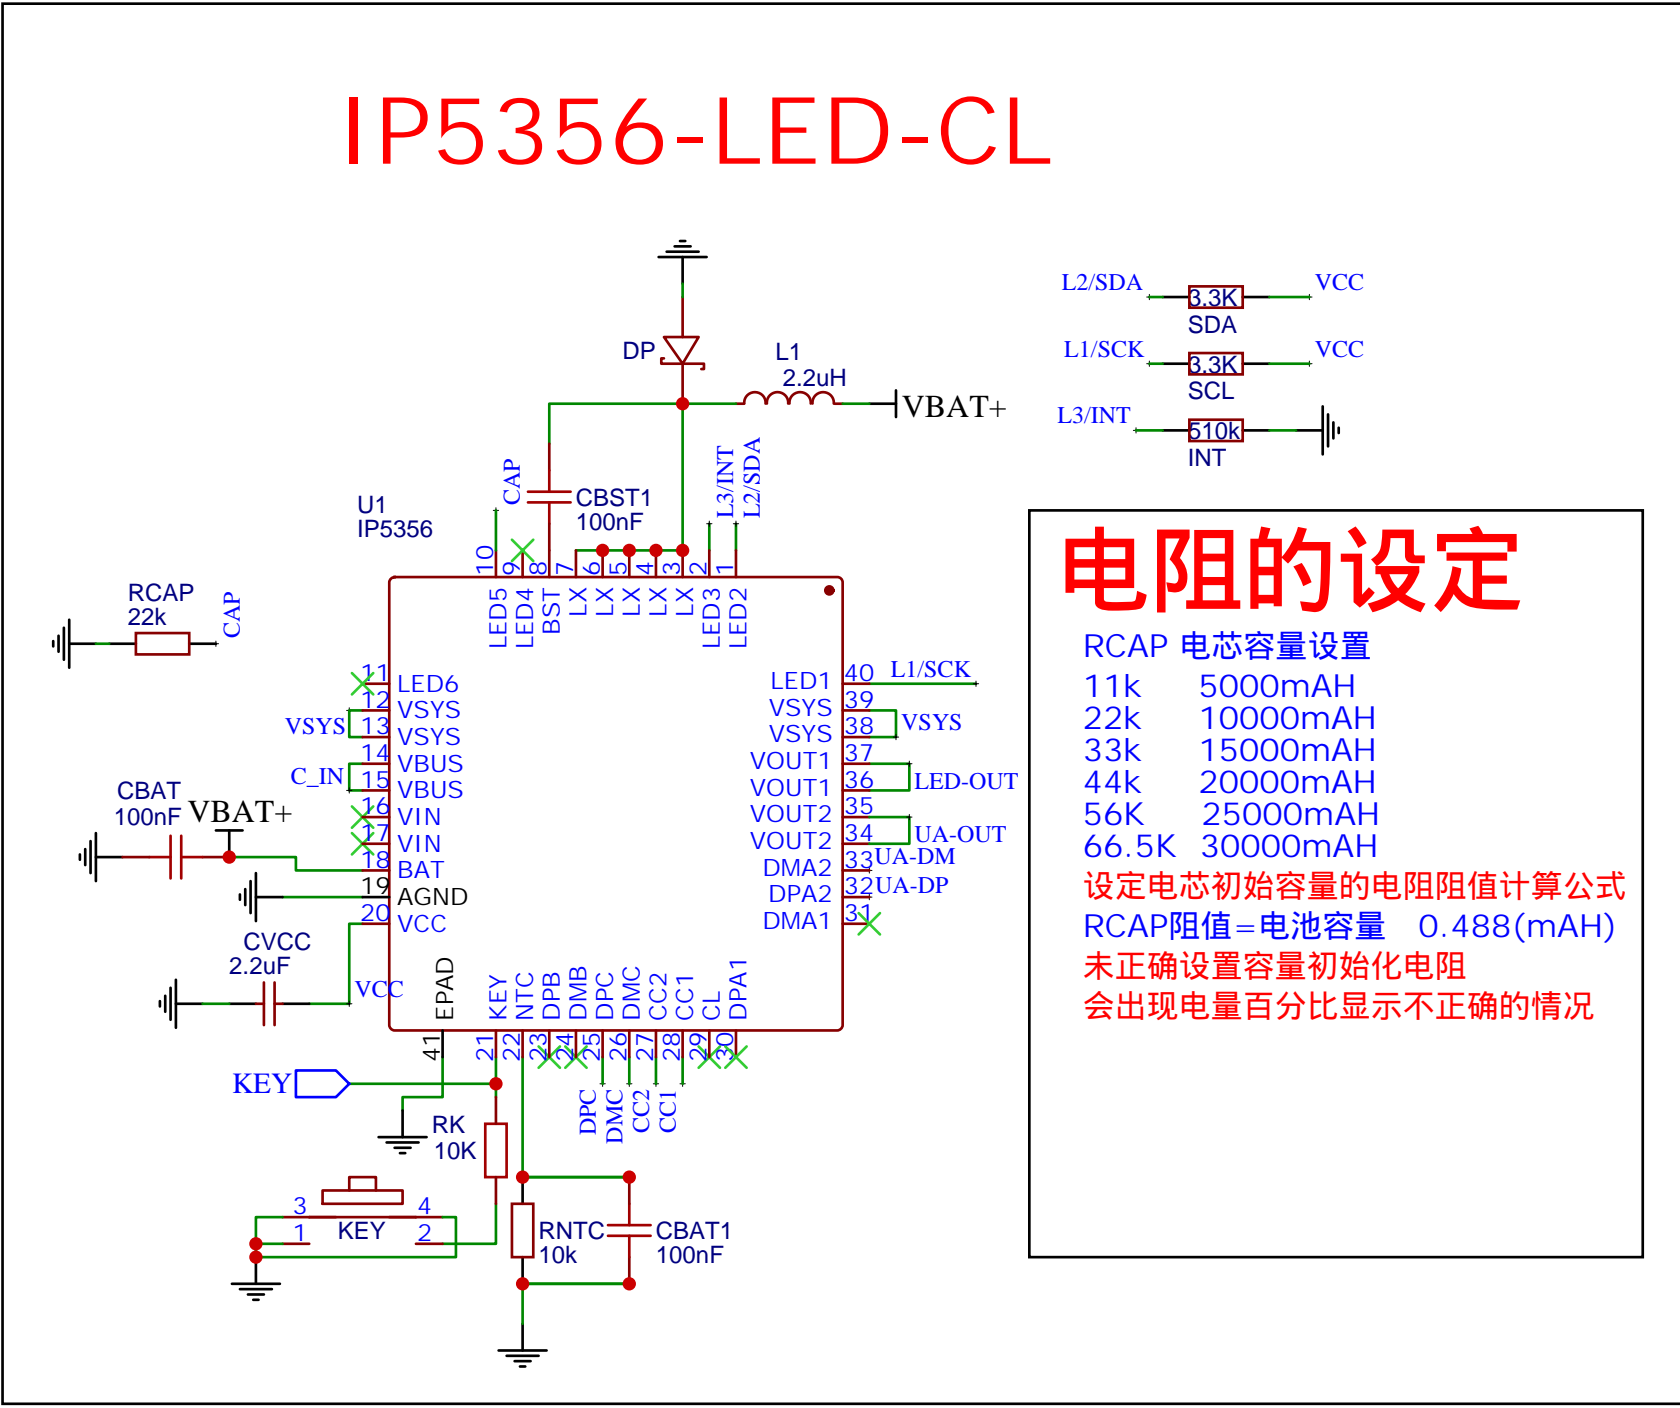 IP5356-LED-CL
DP
L1
2.2uH
VBAT+
L2/SDA
3.3K
VCC
SDA
L1/SCK
3.3K
VCC
SCL
L3/INT
510k
INT
CAP
CBST1
100nF
L3/INT
L2/SDA
U1
IP5356
10
9
8
7
6
5
4
3
2
1
LED5
LED4
BST
LX
LX
LX
LX
LX
LED3
LED2
RCAP
22k
CAP
11 LED6
12 VSYS
VSYS
13 VSYS
14 VBUS
C_IN
15 VBUS
16 VIN
17 VIN
18 BAT
19 AGND
20 VCC
CBAT
100nF
VBAT+
CVCC
2.2uF
VCC
LED1 40
L1/SCK
VSYS 39
VSYS
VSYS 38
VOUT1 37
VOUT1 36
LED-OUT
VOUT2 35
VOUT2 34
UA-OUT
DMA2 33
UA-DM
DPA2 32
UA-DP
DMA1 31
EPAD
KEY
NTC
DPB
DMB
DPC
DMC
CC2
CC1
CL
DPA1
41
21
22
23
24
25
26
27
28
29
30
DPC
DMC
CC2
CC1
KEY
RK
10K
3
4
1
KEY
2
RNTC
10k
CBAT1
100nF
电阻的设定
RCAP 电芯容量设置
11k 5000mAH
22k 10000mAH
33k 15000mAH
44k 20000mAH
56K 25000mAH
66.5K 30000mAH
设定电芯初始容量的电阻阻值计算公式
RCAP阻值=电池容量 0.488(mAH)
未正确设置容量初始化电阻
会出现电量百分比显示不正确的情况